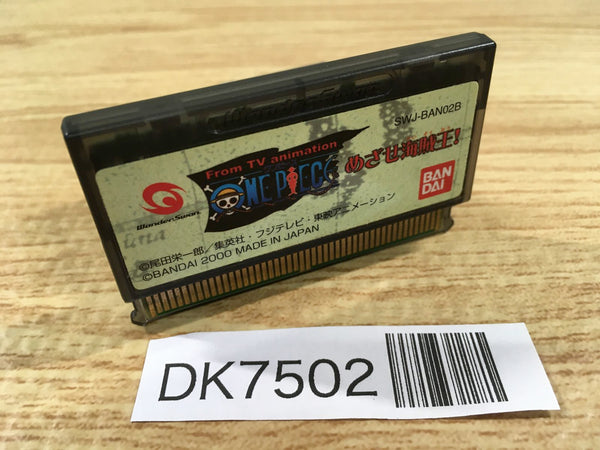 WonderSwan
SWJ-BAN02B
From TV animation
ONE PIECE
めざせ海賊王!
WonderSwan
BAN
DAI
©尾田栄一郎/集英社・フジテレビ・東映アニメーション
©BANDAI 2000 MADE IN JAPAN
DK7502